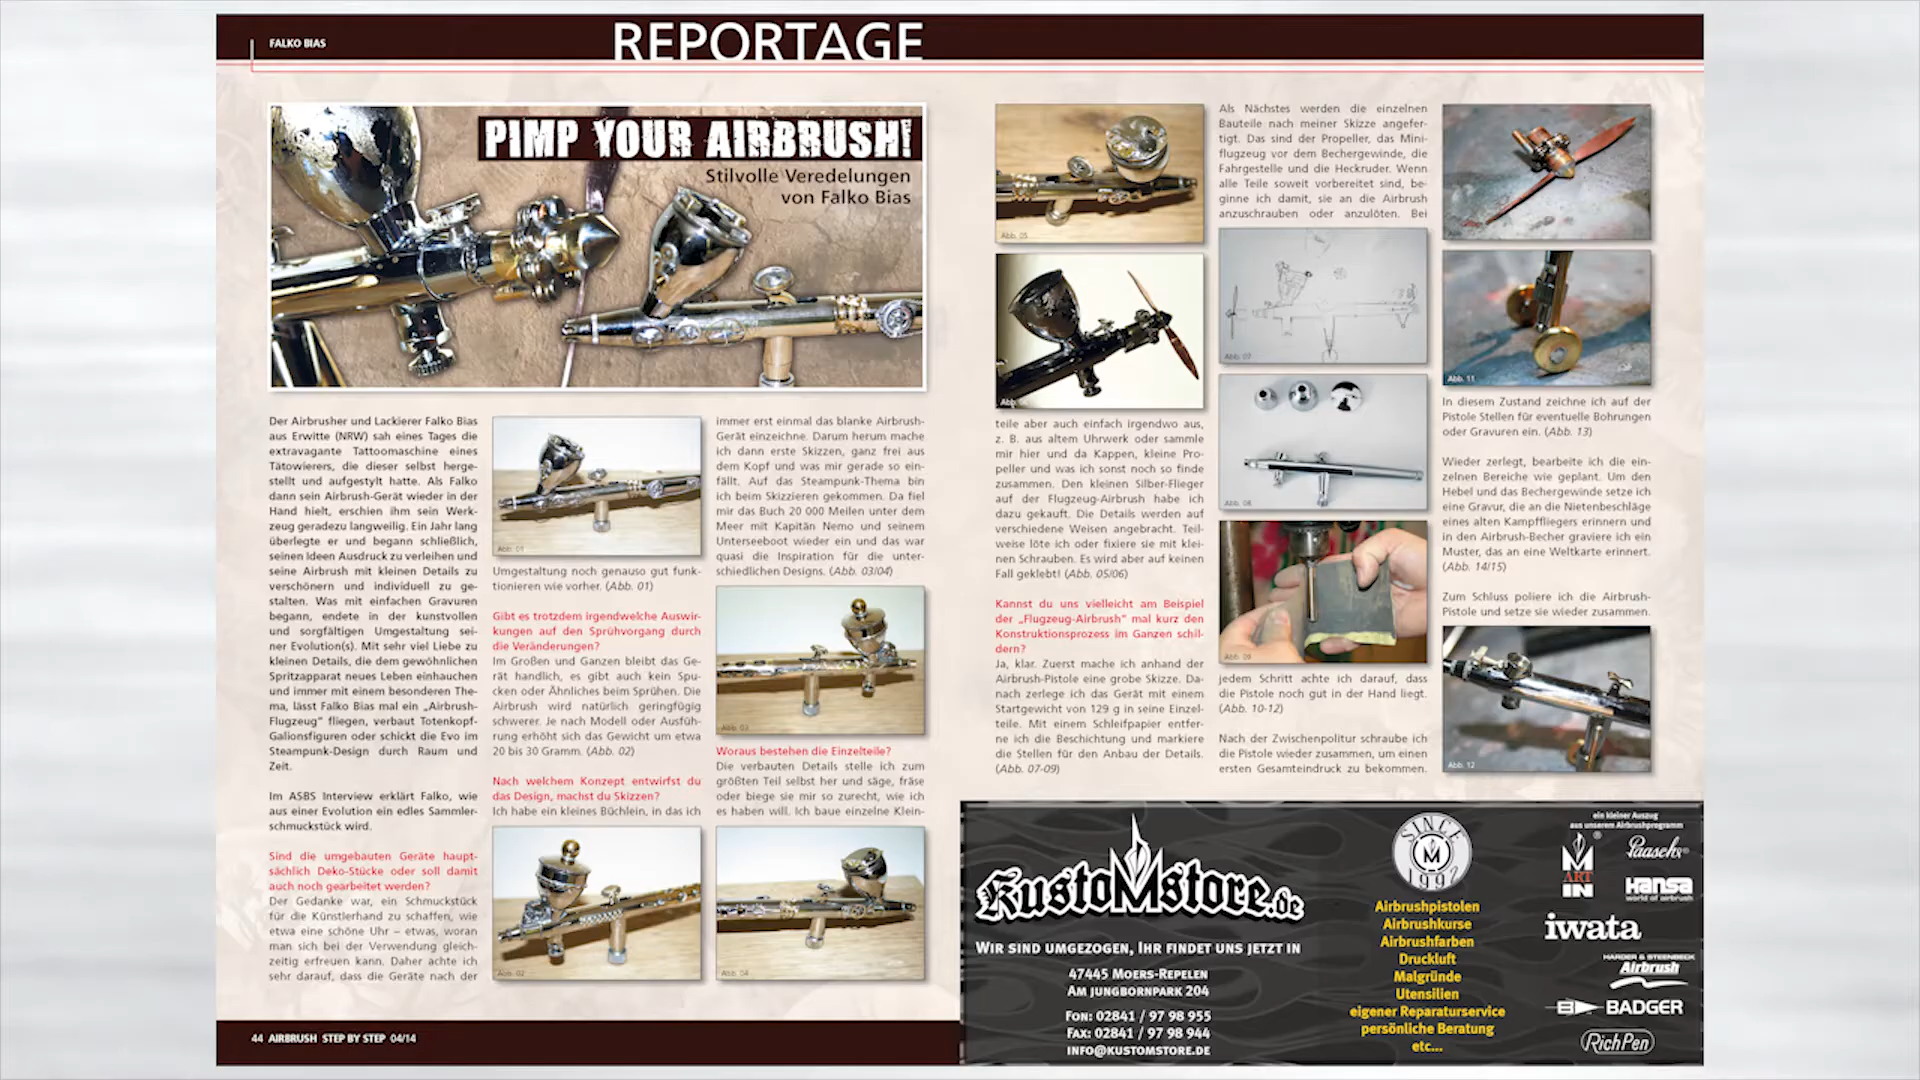 FALKO BIAS
REPORTAGE
PIMP YOUR AIRBRUSH!
Stilvolle Veredelungen
von Falko Bias
Der Airbrusher und Lackierer Falko Bias
aus Erwitte (NRW) sah eines Tages die
extravagante Tattoomaschine eines
Tätowierers, die dieser selbst herge-
stellt und aufgestylt hatte. Als Falko
dann sein Airbrush-Gerät wieder in der
Hand hielt, erschien ihm sein Werk-
zeug geradezu langweilig. Ein Jahr lang
überlegte er und begann schließlich,
seinen Ideen Ausdruck zu verleihen und
seine Airbrush mit kleinen Details zu
verschönern und individuell zu ge-
stalten. Was mit einfachen Gravuren
begann, endete in der kunstvollen
und sorgfältigen Umgestaltung sei-
ner Evolution(s). Mit sehr viel Liebe zu
kleinen Details, die dem gewöhnlichen
Spritzapparat neues Leben einhauchen
und immer mit einem besonderen The-
ma, lässt Falko Bias mal ein „Airbrush-
Flugzeug“ fliegen, verbaut Totenkopf-
Galionsfiguren oder schickt die Evo im
Steampunk-Design durch Raum und
Zeit.
Im ASBS Interview erklärt Falko, wie
aus einer Evolution ein edles Sammler-
schmuckstück wird.
Sind die umgebauten Geräte haupt-
sächlich Deko-Stücke oder soll damit
auch noch gearbeitet werden?
Der Gedanke war, ein Schmuckstück
für die Künstlerhand zu schaffen, wie
etwa eine schöne Uhr – etwas, woran
man sich bei der Verwendung gleich-
zeitig erfreuen kann. Daher achte ich
sehr darauf, dass die Geräte nach der
Abb. 01
Umgestaltung noch genauso gut funk-
tionieren wie vorher. (Abb. 01)
Gibt es trotzdem irgendwelche Auswir-
kungen auf den Sprühvorgang durch
die Veränderungen?
Im Großen und Ganzen bleibt das Ge-
rät handlich, es gibt auch kein Spu-
cken oder Ähnliches beim Sprühen. Die
Airbrush wird natürlich geringfügig
schwerer. Je nach Modell oder Ausfüh-
rung erhöht sich das Gewicht um etwa
20 bis 30 Gramm. (Abb. 02)
Nach welchem Konzept entwirfst du
das Design, machst du Skizzen?
Ich habe ein kleines Büchlein, in das ich
Abb. 02
immer erst einmal das blanke Airbrush-
Gerät einzeichne. Darum herum mache
ich dann erste Skizzen, ganz frei aus
dem Kopf und was mir gerade so ein-
fällt. Auf das Steampunk-Thema bin
ich beim Skizzieren gekommen. Da fiel
mir das Buch 20 000 Meilen unter dem
Meer mit Kapitän Nemo und seinem
Unterseeboot wieder ein und das war
quasi die Inspiration für die unter-
schiedlichen Designs. (Abb. 03/04)
Abb. 03
Woraus bestehen die Einzelteile?
Die verbauten Details stelle ich zum
größten Teil selbst her und säge, fräse
oder biege sie mir so zurecht, wie ich
es haben will. Ich baue einzelne Klein-
Abb. 04
Abb. 05
Abb.
teile aber auch einfach irgendwo aus,
z. B. aus altem Uhrwerk oder sammle
mir hier und da Kappen, kleine Pro-
peller und was ich sonst noch so finde
zusammen. Den kleinen Silber-Flieger
auf der Flugzeug-Airbrush habe ich
dazu gekauft. Die Details werden auf
verschiedene Weisen angebracht. Teil-
weise löte ich oder fixiere sie mit klei-
nen Schrauben. Es wird aber auf keinen
Fall geklebt! (Abb. 05/06)
Kannst du uns vielleicht am Beispiel
der „Flugzeug-Airbrush“ mal kurz den
Konstruktionsprozess im Ganzen schil-
dern?
Ja, klar. Zuerst mache ich anhand der
Airbrush-Pistole eine grobe Skizze. Da-
nach zerlege ich das Gerät mit einem
Startgewicht von 129 g in seine Einzel-
teile. Mit einem Schleifpapier entfer-
ne ich die Beschichtung und markiere
die Stellen für den Anbau der Details.
(Abb. 07-09)
Als Nächstes werden die einzelnen
Bauteile nach meiner Skizze angefer-
tigt. Das sind der Propeller, das Mini-
flugzeug vor dem Bechergewinde, die
Fahrgestelle und die Heckruder. Wenn
alle Teile soweit vorbereitet sind, be-
ginne ich damit, sie an die Airbrush
anzuschrauben oder anzulöten. Bei
Abb. 07
Abb. 08
Abb. 09
jedem Schritt achte ich darauf, dass
die Pistole noch gut in der Hand liegt.
(Abb. 10-12)
Nach der Zwischenpolitur schraube ich
die Pistole wieder zusammen, um einen
ersten Gesamteindruck zu bekommen.
Abb. 11
In diesem Zustand zeichne ich auf der
Pistole Stellen für eventuelle Bohrungen
oder Gravuren ein. (Abb. 13)
Wieder zerlegt, bearbeite ich die ein-
zelnen Bereiche wie geplant. Um den
Hebel und das Bechergewinde setze ich
eine Gravur, die an die Nietenbeschläge
eines alten Kampffliegers erinnern und
in den Airbrush-Becher graviere ich ein
Muster, das an eine Weltkarte erinnert.
(Abb. 14/15)
Zum Schluss poliere ich die Airbrush-
Pistole und setze sie wieder zusammen.
Abb. 12
KustoMstore.de
WIR SIND UMGEZOGEN, IHR FINDET UNS JETZT IN
47445 MOERS-REPELEN
AM JUNGBORNPARK 204
FON: 02841 / 97 98 955
FAX: 02841 / 97 98 944
INFO@KUSTOMSTORE.DE
SINCE
M
1992
Airbrushpistolen
Airbrushkurse
Airbrushfarben
Druckluft
Malgründe
Utensilien
eigener Reparaturservice
persönliche Beratung
etc...
ein kleiner Auszug
aus unserem Airbrushprogramm
M ®
ART
IN
Paasche®
Hansa
world of airbrush
iwata
HARDER & STEENBECK
Airbrush
B BADGER
RichPen
44 AIRBRUSH STEP BY STEP 04/14